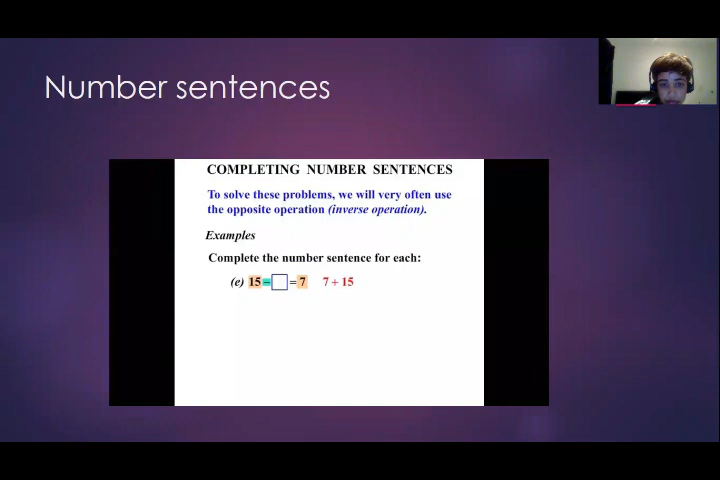 Number sentences
COMPLETING NUMBER SENTENCES
To solve these problems, we will very often use
the opposite operation (inverse operation).
Examples
Complete the number sentence for each:
(e) 15 – □ = 7 7 + 15